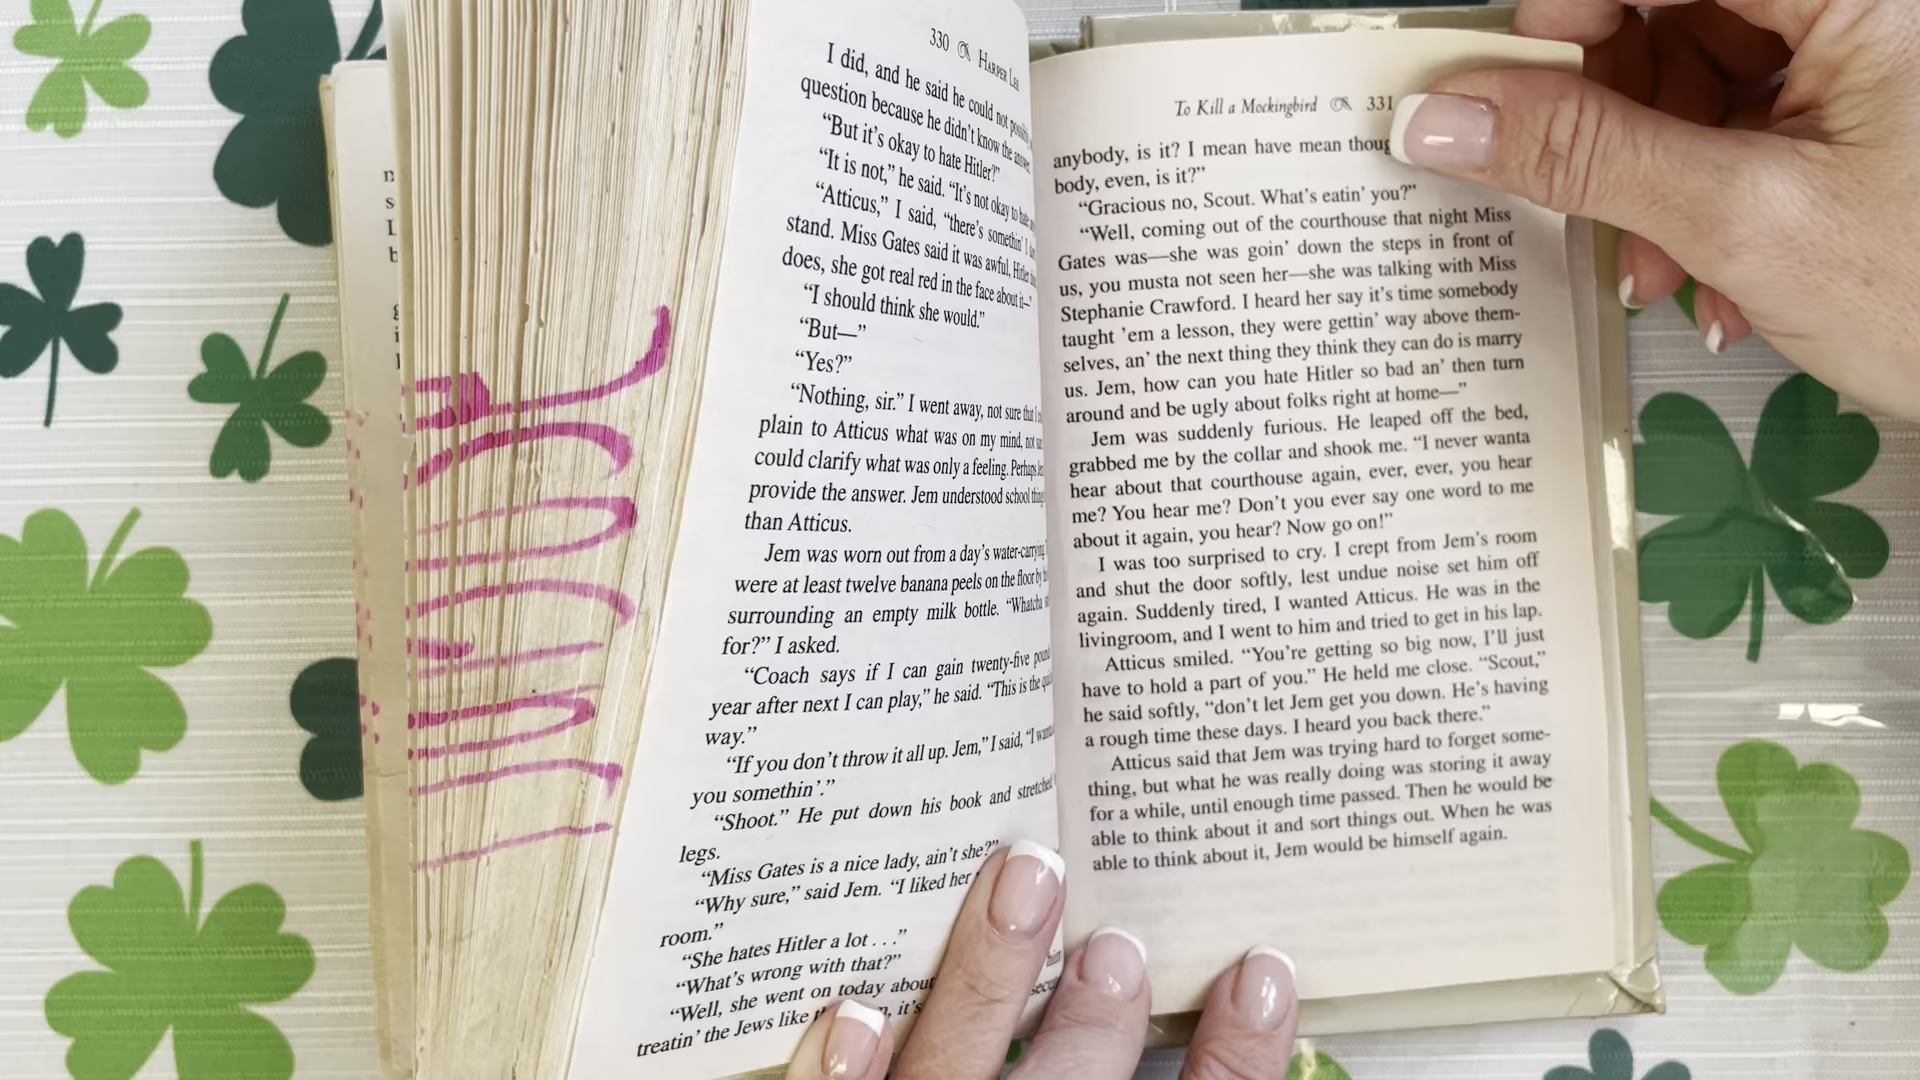 330 HARPER LEE
I did, and he said he could not
question because he didn't know the answer.
“But it's okay to hate Hitler?”
“It is not,” he said. “It's not okay to hate
“Atticus,” I said, “there's somethin' I
stand. Miss Gates said it was awful, Hitler
does, she got real red in the face about it—”
“I should think she would.”
“But—”
“Yes?”
“Nothing, sir.” I went away, not sure that I
plain to Atticus what was on my mind, not
could clarify what was only a feeling. Perhaps
provide the answer. Jem understood school
than Atticus.
Jem was worn out from a day's water-carrying.
were at least twelve banana peels on the floor by
surrounding an empty milk bottle. “Whatcha
for?” I asked.
“Coach says if I can gain twenty-five
year after next I can play,” he said. “This is the
way.”
“If you don't throw it all up. Jem,” I said, “I
you somethin'.”
“Shoot.” He put down his book and stretched
legs.
“Miss Gates is a nice lady, ain't she?”
“Why sure,” said Jem. “I liked her
room.”
“She hates Hitler a lot . . .”
“What's wrong with that?”
“Well, she went on today about
treatin' the Jews like it's
him
To Kill a Mockingbird 331
anybody, is it? I mean have mean
body, even, is it?”
“Gracious no, Scout. What's eatin' you?”
“Well, coming out of the courthouse that night Miss
Gates was—she was goin' down the steps in front of
us, you musta not seen her—she was talking with Miss
Stephanie Crawford. I heard her say it's time somebody
taught 'em a lesson, they were gettin' way above them-
selves, an' the next thing they think they can do is marry
us. Jem, how can you hate Hitler so bad an' then turn
around and be ugly about folks right at home—”
Jem was suddenly furious. He leaped off the bed,
grabbed me by the collar and shook me. “I never wanta
hear about that courthouse again, ever, ever, you hear
me? You hear me? Don't you ever say one word to me
about it again, you hear? Now go on!”
I was too surprised to cry. I crept from Jem's room
and shut the door softly, lest undue noise set him off
again. Suddenly tired, I wanted Atticus. He was in the
livingroom, and I went to him and tried to get in his lap.
Atticus smiled. “You're getting so big now, I'll just
have to hold a part of you.” He held me close. “Scout,”
he said softly, “don't let Jem get you down. He's having
a rough time these days. I heard you back there.”
Atticus said that Jem was trying hard to forget some-
thing, but what he was really doing was storing it away
for a while, until enough time passed. Then he would be
able to think about it and sort things out. When he was
able to think about it, Jem would be himself again.